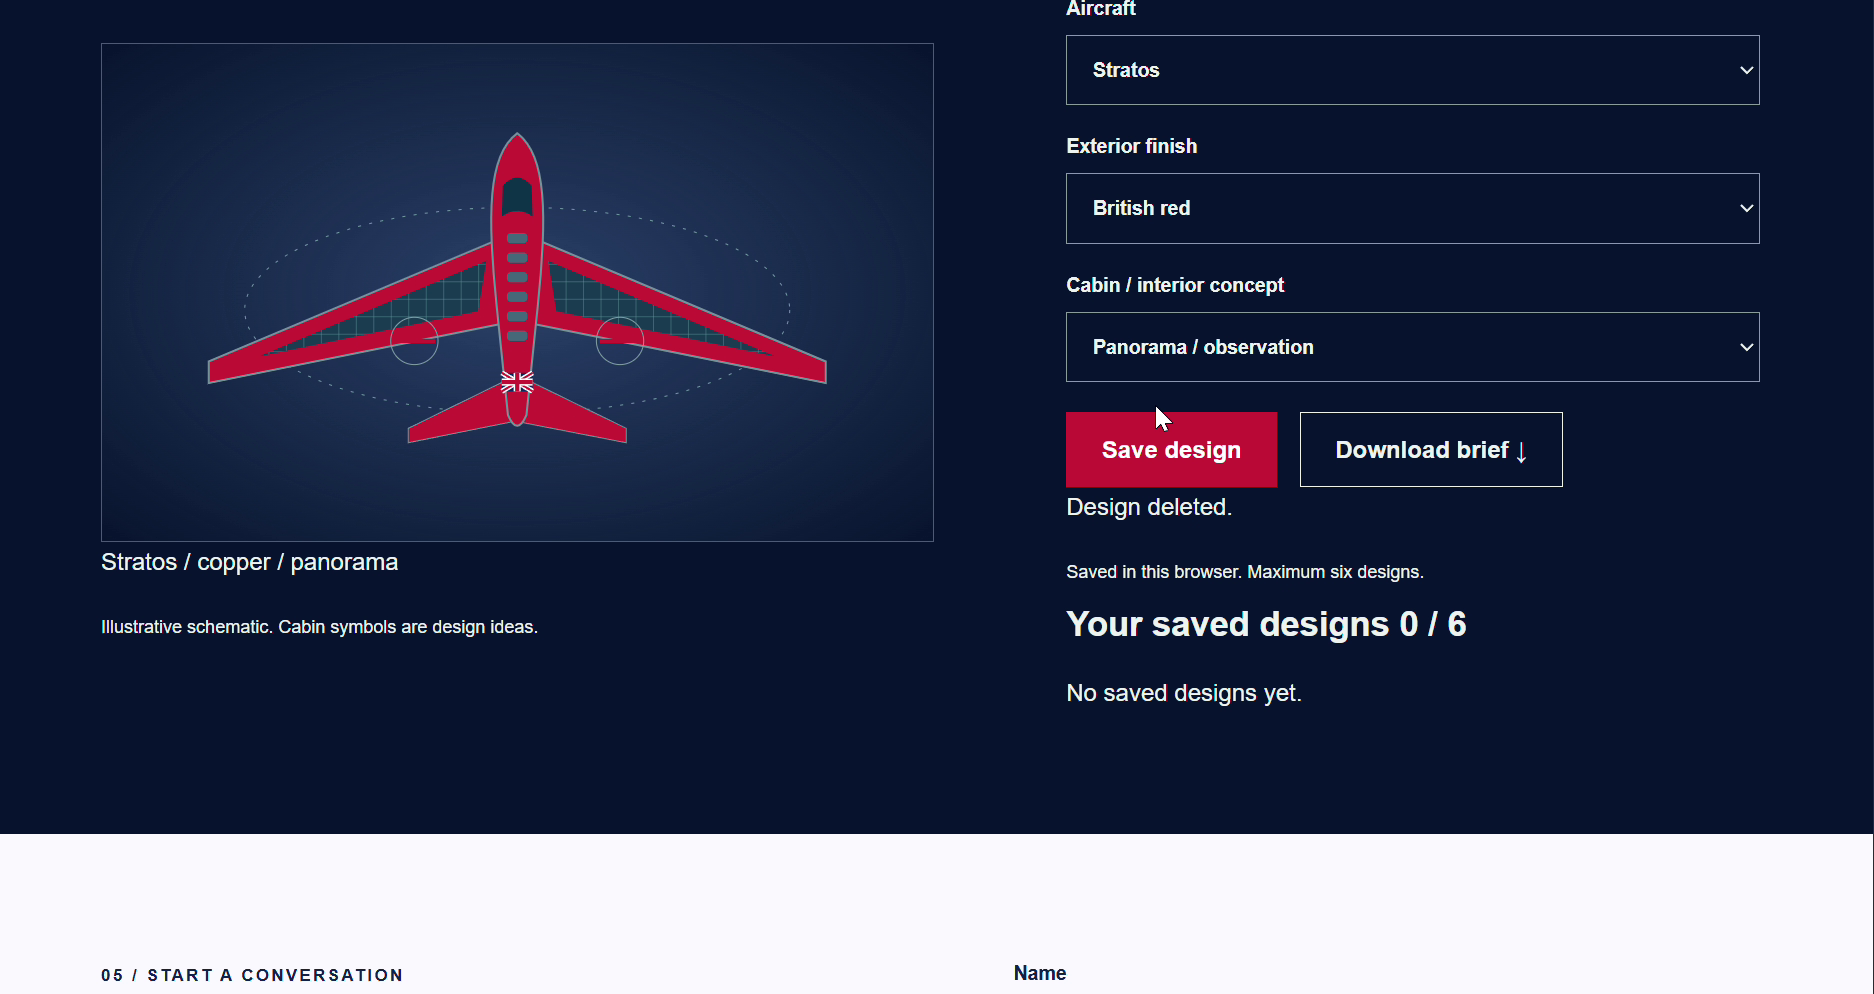 Aircraft
Stratos
Exterior finish
British red
Cabin / interior concept
Panorama / observation
Save design
Download brief ↓
Design deleted.
Saved in this browser. Maximum six designs.
Your saved designs 0 / 6
No saved designs yet.
Stratos / copper / panorama
Illustrative schematic. Cabin symbols are design ideas.
05 / START A CONVERSATION
Name